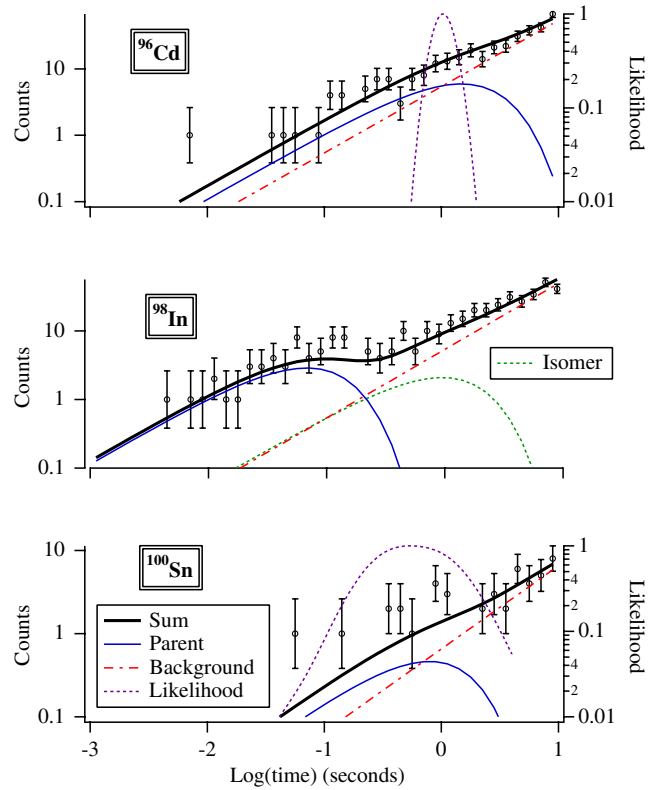 96Cd
Counts
10
1
0.1
Likelihood
1
4
2
0.1
4
2
0.01
98In
Counts
10
1
0.1
Isomer
100Sn
Counts
10
1
0.1
Sum
Parent
Background
Likelihood
Likelihood
1
4
2
0.1
4
2
0.01
-3
-2
-1
0
1
Log(time) (seconds)